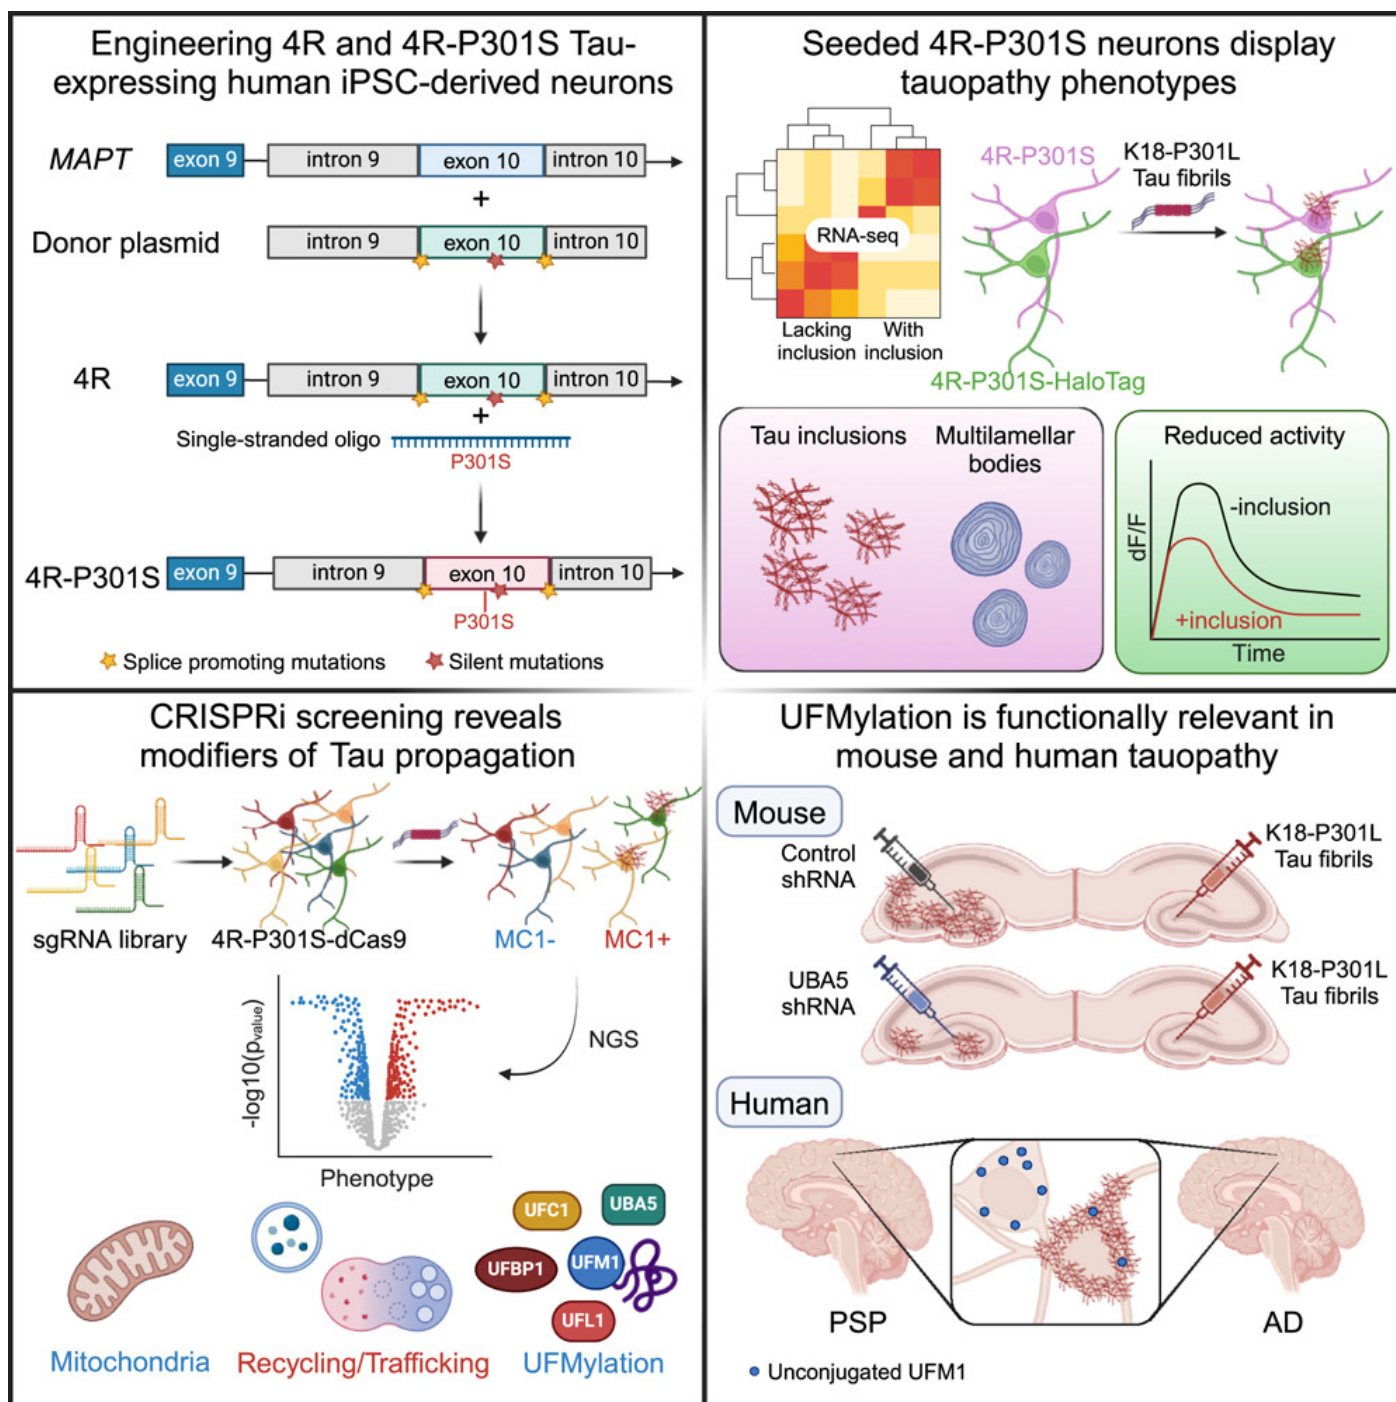 Engineering 4R and 4R-P301S Tau-
expressing human iPSC-derived neurons
MAPT
exon 9
intron 9
exon 10
intron 10
+
Donor plasmid
intron 9
exon 10
intron 10
4R
exon 9
intron 9
exon 10
intron 10
+
Single-stranded oligo
P301S
4R-P301S
exon 9
intron 9
exon 10
intron 10
P301S
Splice promoting mutations
Silent mutations
Seeded 4R-P301S neurons display
tauopathy phenotypes
RNA-seq
Lacking
inclusion
With
inclusion
4R-P301S
K18-P301L
Tau fibrils
4R-P301S-HaloTag
Tau inclusions
Multilamellar
bodies
Reduced activity
dF/F
-inclusion
+inclusion
Time
CRISPRi screening reveals
modifiers of Tau propagation
sgRNA library
4R-P301S-dCas9
MC1-
MC1+
NGS
-log10(pvalue)
Phenotype
UFC1
UBA5
UFBP1
UFM1
UFL1
Mitochondria
Recycling/Trafficking
UFMylation
UFMylation is functionally relevant in
mouse and human tauopathy
Mouse
Control
shRNA
K18-P301L
Tau fibrils
UBA5
shRNA
K18-P301L
Tau fibrils
Human
PSP
AD
Unconjugated UFM1